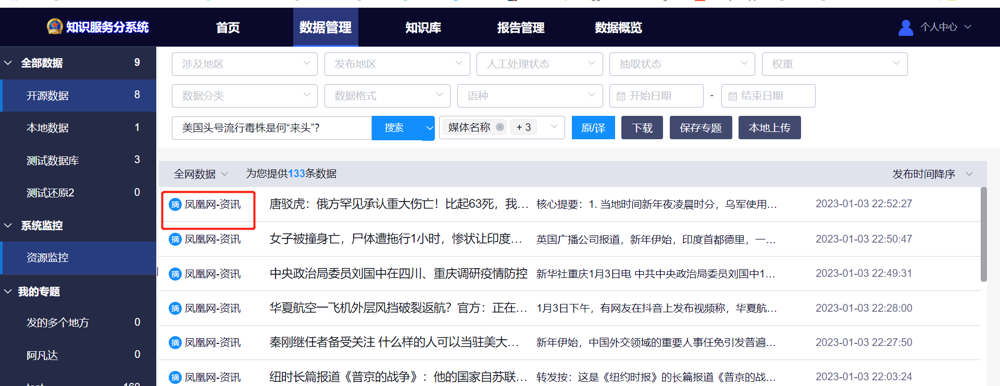 知识服务分系统 首页 数据管理 知识库 报告管理 数据概览 个人中心
全部数据 9
开源数据 8
本地数据 1
测试数据库 3
测试还原2 0
系统监控
资源监控
我的专题
发的多个地方 0
阿凡达 0
涉及地区 发布地区 人工处理状态 抽取状态 权重
数据分类 数据格式 语种 开始日期 - 结束日期
美国头号流行毒株是何“来头”? 搜索 媒体名称 + 3 原/译 下载 保存专题 本地上传
全网数据 为您提供133条数据 发布时间降序
摘 凤凰网-资讯 唐驳虎：俄方罕见承认重大伤亡！比起63死，我... 核心提要：1. 当地时间新年夜凌晨时分，乌军使用... 2023-01-03 22:52:27
摘 凤凰网-资讯 女子被撞身亡，尸体遭拖行1小时，惨状让印度... 英国广播公司报道，新年伊始，印度首都德里，一... 2023-01-03 22:50:47
摘 凤凰网-资讯 中央政治局委员刘国中在四川、重庆调研疫情防控 新华社重庆1月3日电 中共中央政治局委员刘国中1... 2023-01-03 22:49:31
摘 凤凰网-资讯 华夏航空一飞机外层风挡破裂返航？官方：正在... 1月3日下午，有网友在抖音上发布视频称，华夏航... 2023-01-03 22:28:00
摘 凤凰网-资讯 秦刚继任者备受关注 什么样的人可以当驻美大... 新年伊始，中国外交领域的重要人事任免引发普遍... 2023-01-03 22:27:50
摘 凤凰网-资讯 纽时长篇报道《普京的战争》：他的国家自苏联... 转发按：这是《纽约时报》的长篇报道《普京的战... 2023-01-03 22:03:24